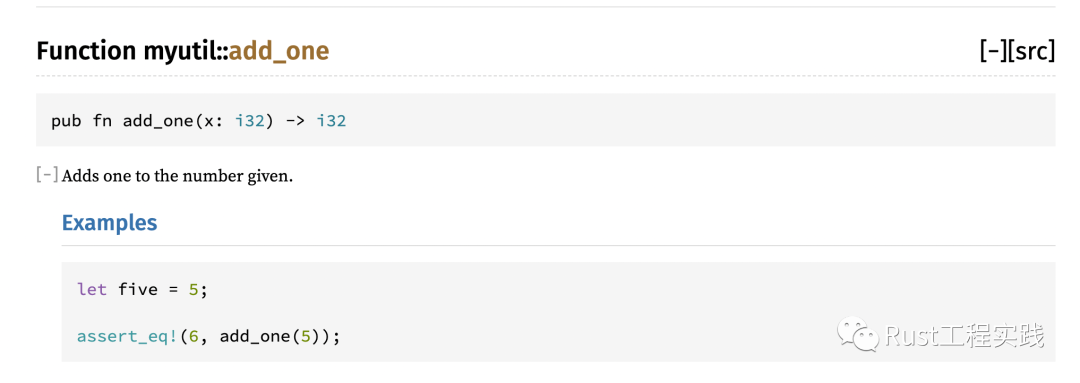 Function myutil::add_one [-][src]
pub fn add_one(x: i32) -> i32
[-] Adds one to the number given.
Examples
let five = 5;
assert_eq!(6, add_one(5));
Rust工程实践